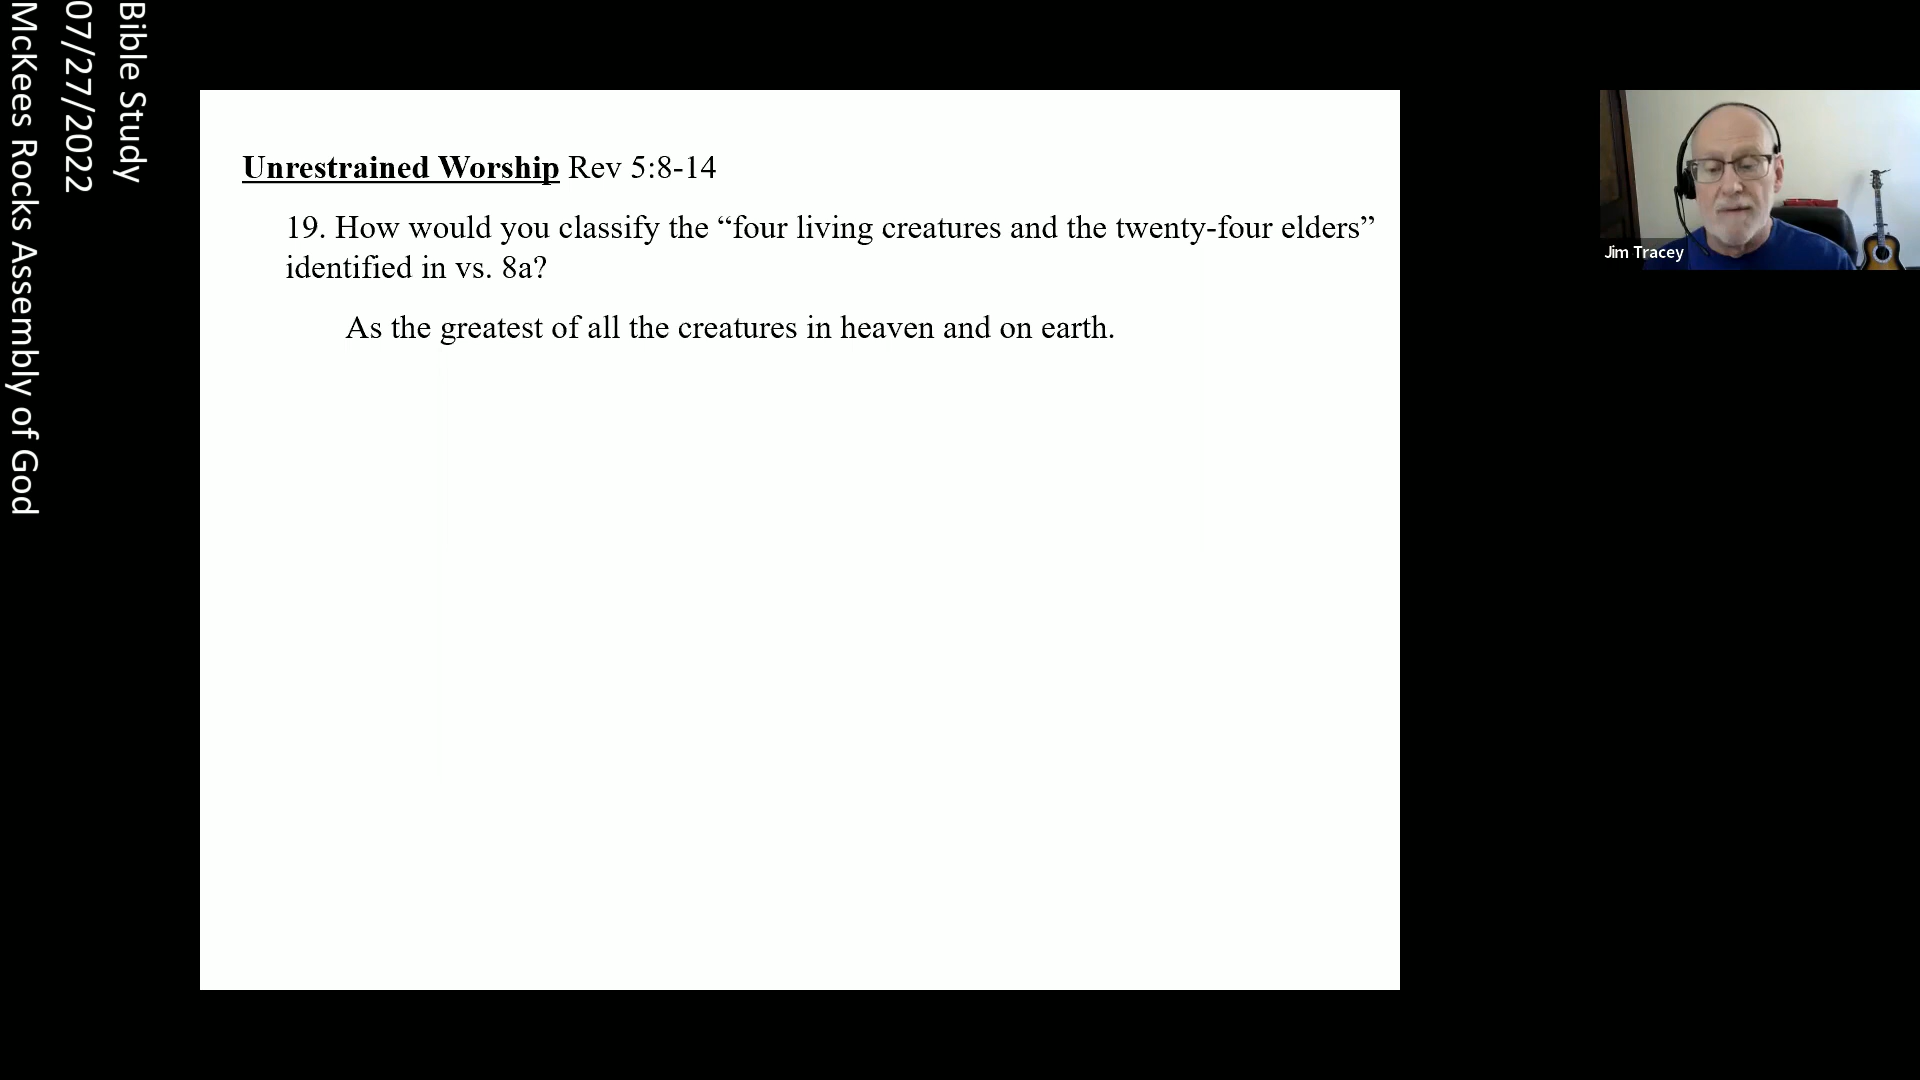 Bible Study
07/27/2022
McKees Rocks Assembly of God
Unrestrained Worship Rev 5:8-14
19. How would you classify the “four living creatures and the twenty-four elders”
identified in vs. 8a?
As the greatest of all the creatures in heaven and on earth.
Jim Tracey